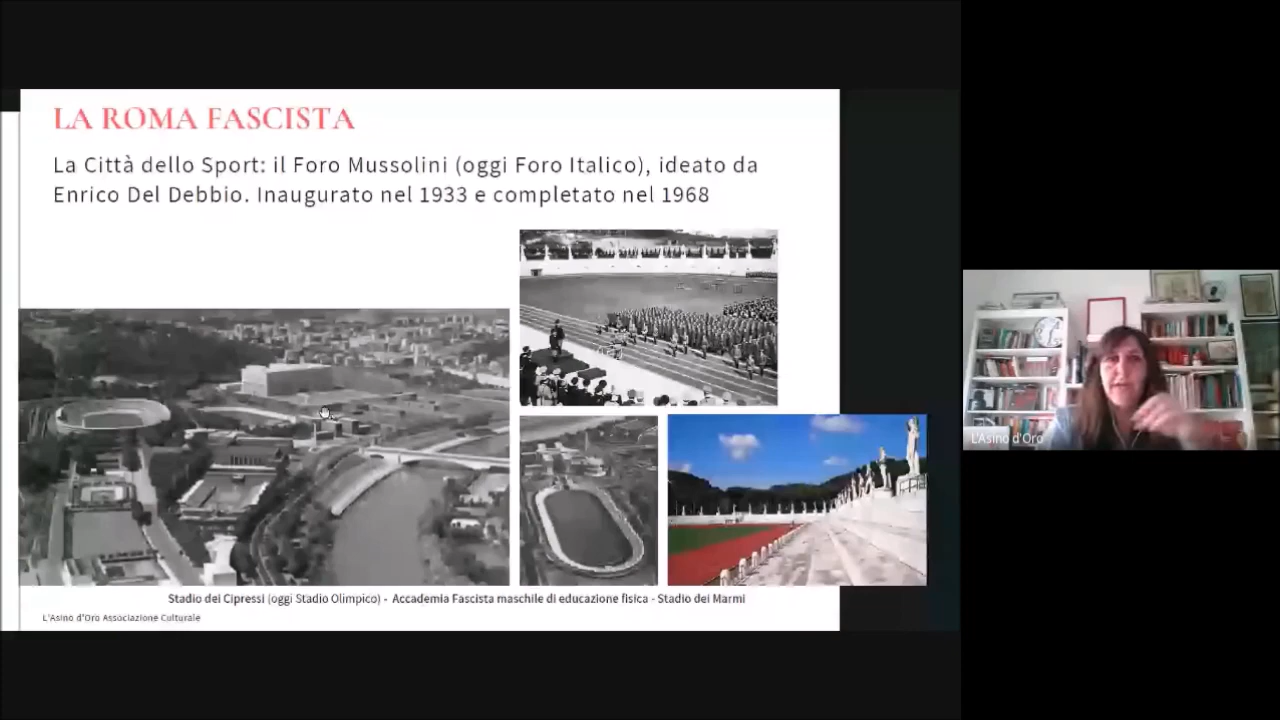 LA ROMA FASCISTA
La Città dello Sport: il Foro Mussolini (oggi Foro Italico), ideato da
Enrico Del Debbio. Inaugurato nel 1933 e completato nel 1968
Stadio dei Cipressi (oggi Stadio Olimpico) - Accademia Fascista maschile di educazione fisica - Stadio dei Marmi
L'Asino d'Oro Associazione Culturale
L'Asino d'Oro